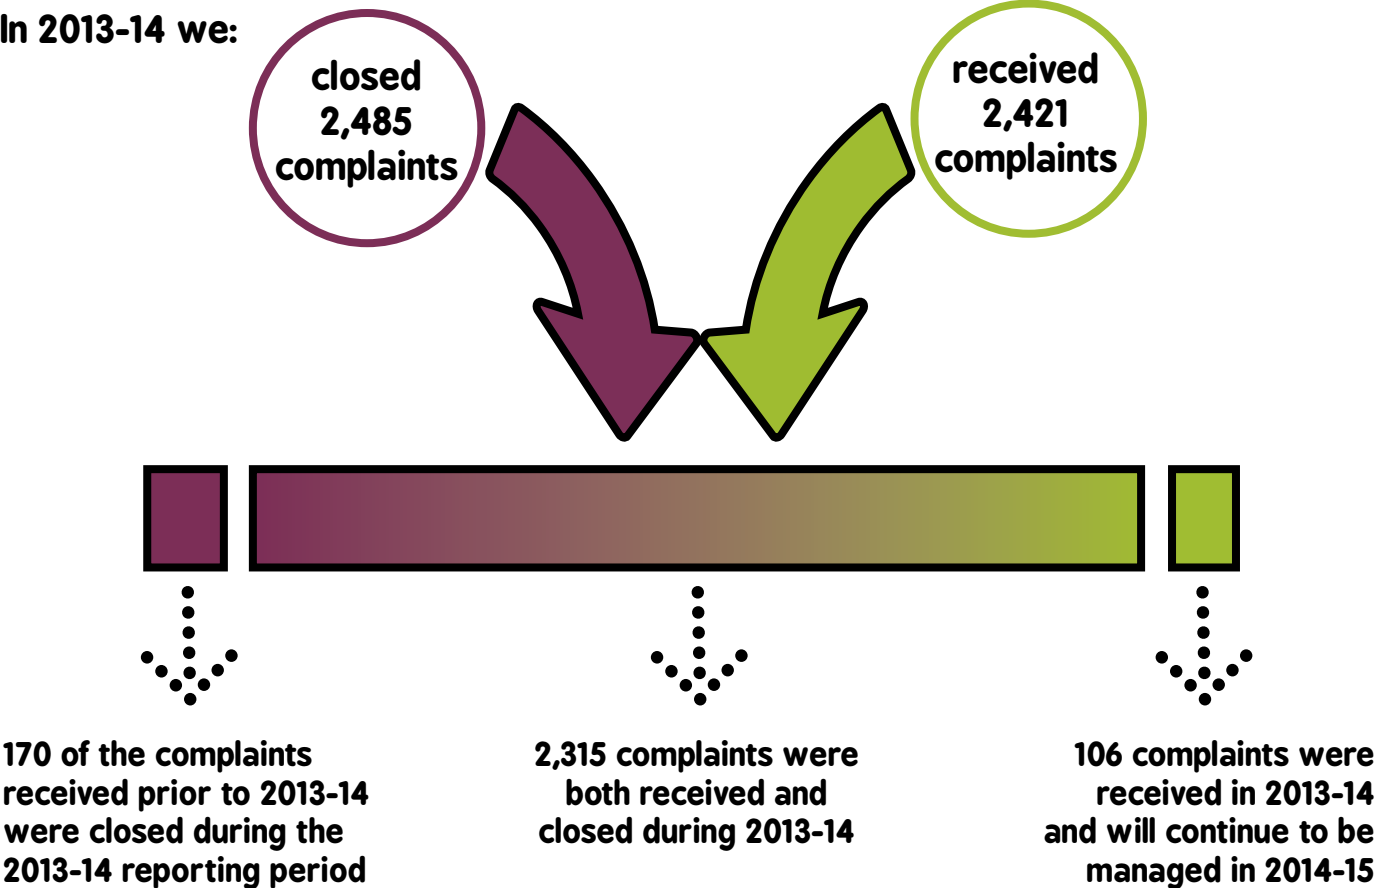 In 2013-14 we:
closed
2,485
complaints
received
2,421
complaints
170 of the complaints
received prior to 2013-14
were closed during the
2013-14 reporting period
2,315 complaints were
both received and
closed during 2013-14
106 complaints were
received in 2013-14
and will continue to be
managed in 2014-15